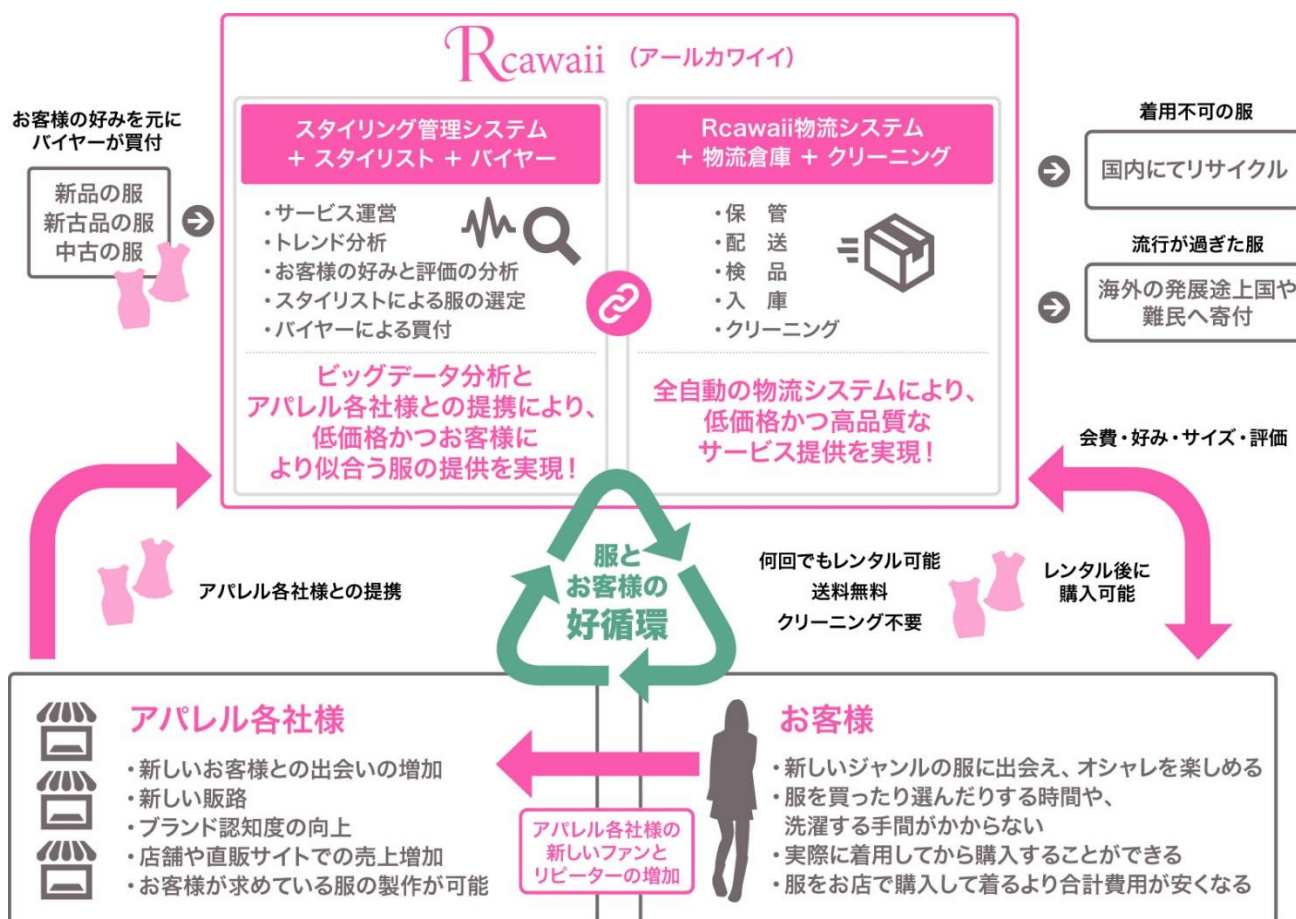 Rcawaii (アールカワイイ)
お客様の好みを元に
バイヤーが買付
新品の服
新古品の服
中古の服
スタイリング管理システム
+ スタイリスト + バイヤー
・サービス運営
・トレンド分析
・お客様の好みと評価の分析
・スタイリストによる服の選定
・バイヤーによる買付
ビッグデータ分析と
アパレル各社様との提携により、
低価格かつお客様に
より似合う服の提供を実現！
Rcawaii物流システム
+ 物流倉庫 + クリーニング
・保　管
・配　送
・検　品
・入　庫
・クリーニング
全自動の物流システムにより、
低価格かつ高品質な
サービス提供を実現！
着用不可の服
国内にてリサイクル
流行が過ぎた服
海外の発展途上国や
難民へ寄付
会費・好み・サイズ・評価
アパレル各社様との提携
服と
お客様の
好循環
何回でもレンタル可能
送料無料
クリーニング不要
レンタル後に
購入可能
アパレル各社様
・新しいお客様との出会いの増加
・新しい販路
・ブランド認知度の向上
・店舗や直販サイトでの売上増加
・お客様が求めている服の製作が可能
アパレル各社様の
新しいファンと
リピーターの増加
お客様
・新しいジャンルの服に出会え、オシャレを楽しめる
・服を買ったり選んだりする時間や、
洗濯する手間がかからない
・実際に着用してから購入することができる
・服をお店で購入して着るより合計費用が安くなる